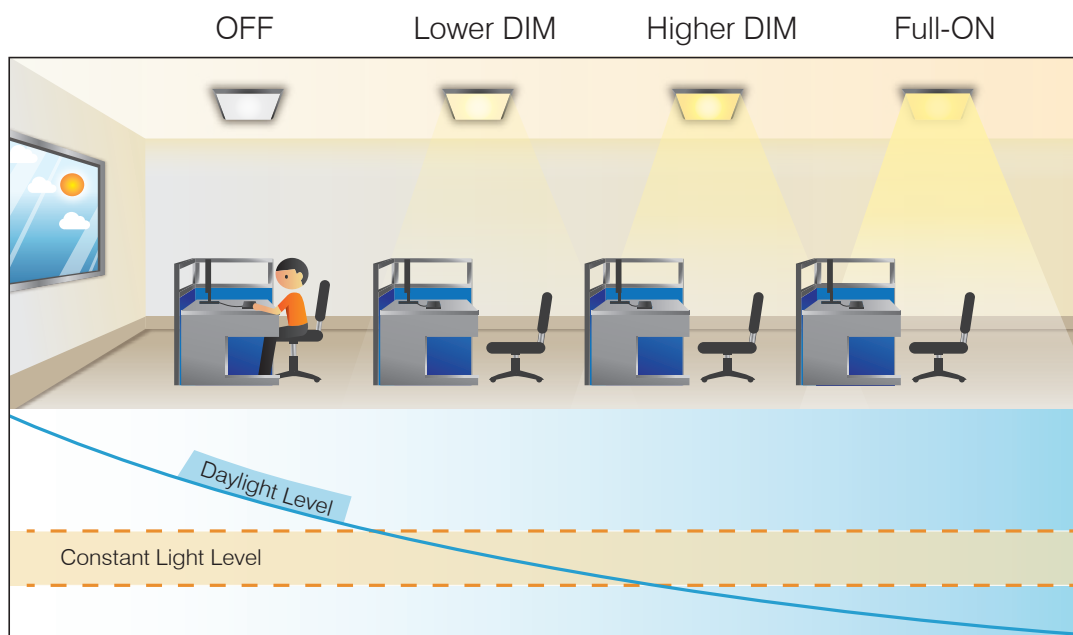 OFF
Lower DIM
Higher DIM
Full-ON
Daylight Level
Constant Light Level